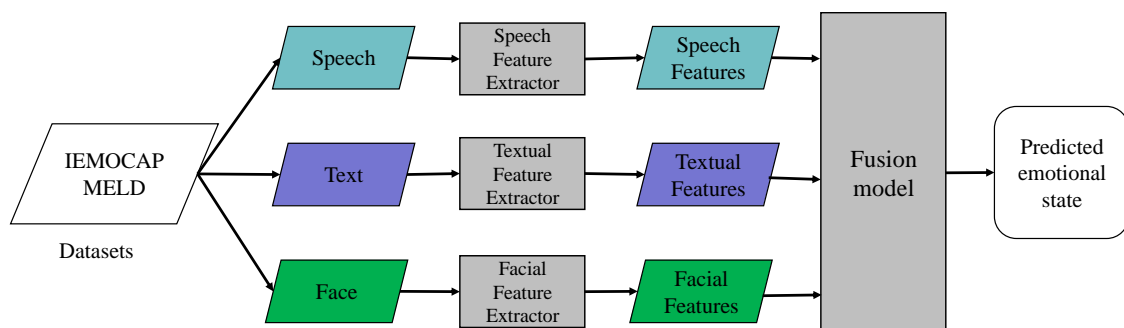 IEMOCAP
MELD
Datasets
Speech
Speech
Feature
Extractor
Speech
Features
Text
Textual
Feature
Extractor
Textual
Features
Face
Facial
Feature
Extractor
Facial
Features
Fusion
model
Predicted
emotional
state